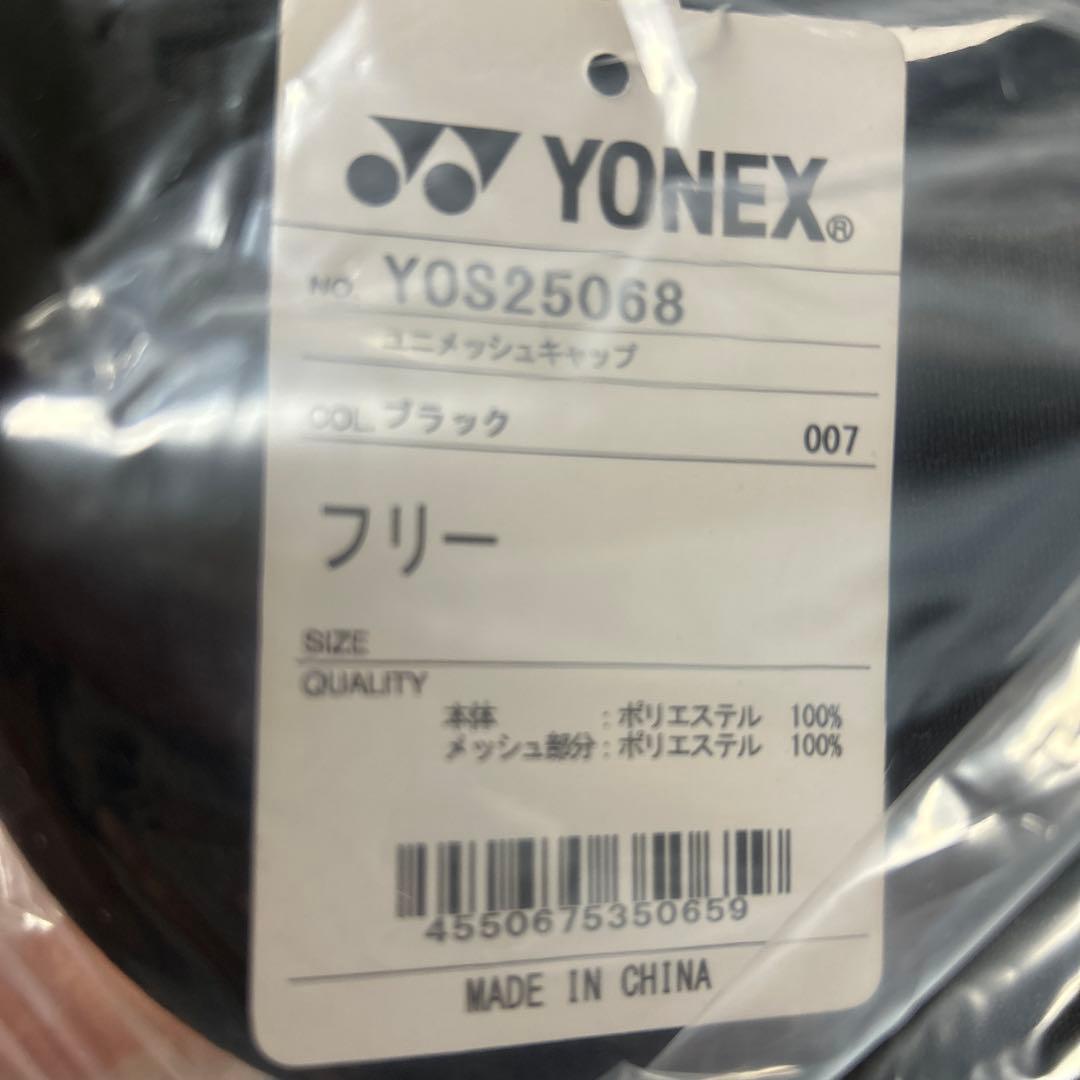 YONEX®
NO. YOS25068
ユニメッシュキャップ
COL. ブラック 007
フリー
SIZE
QUALITY
本体 : ポリエステル 100%
メッシュ部分 : ポリエステル 100%
4550675350659
MADE IN CHINA